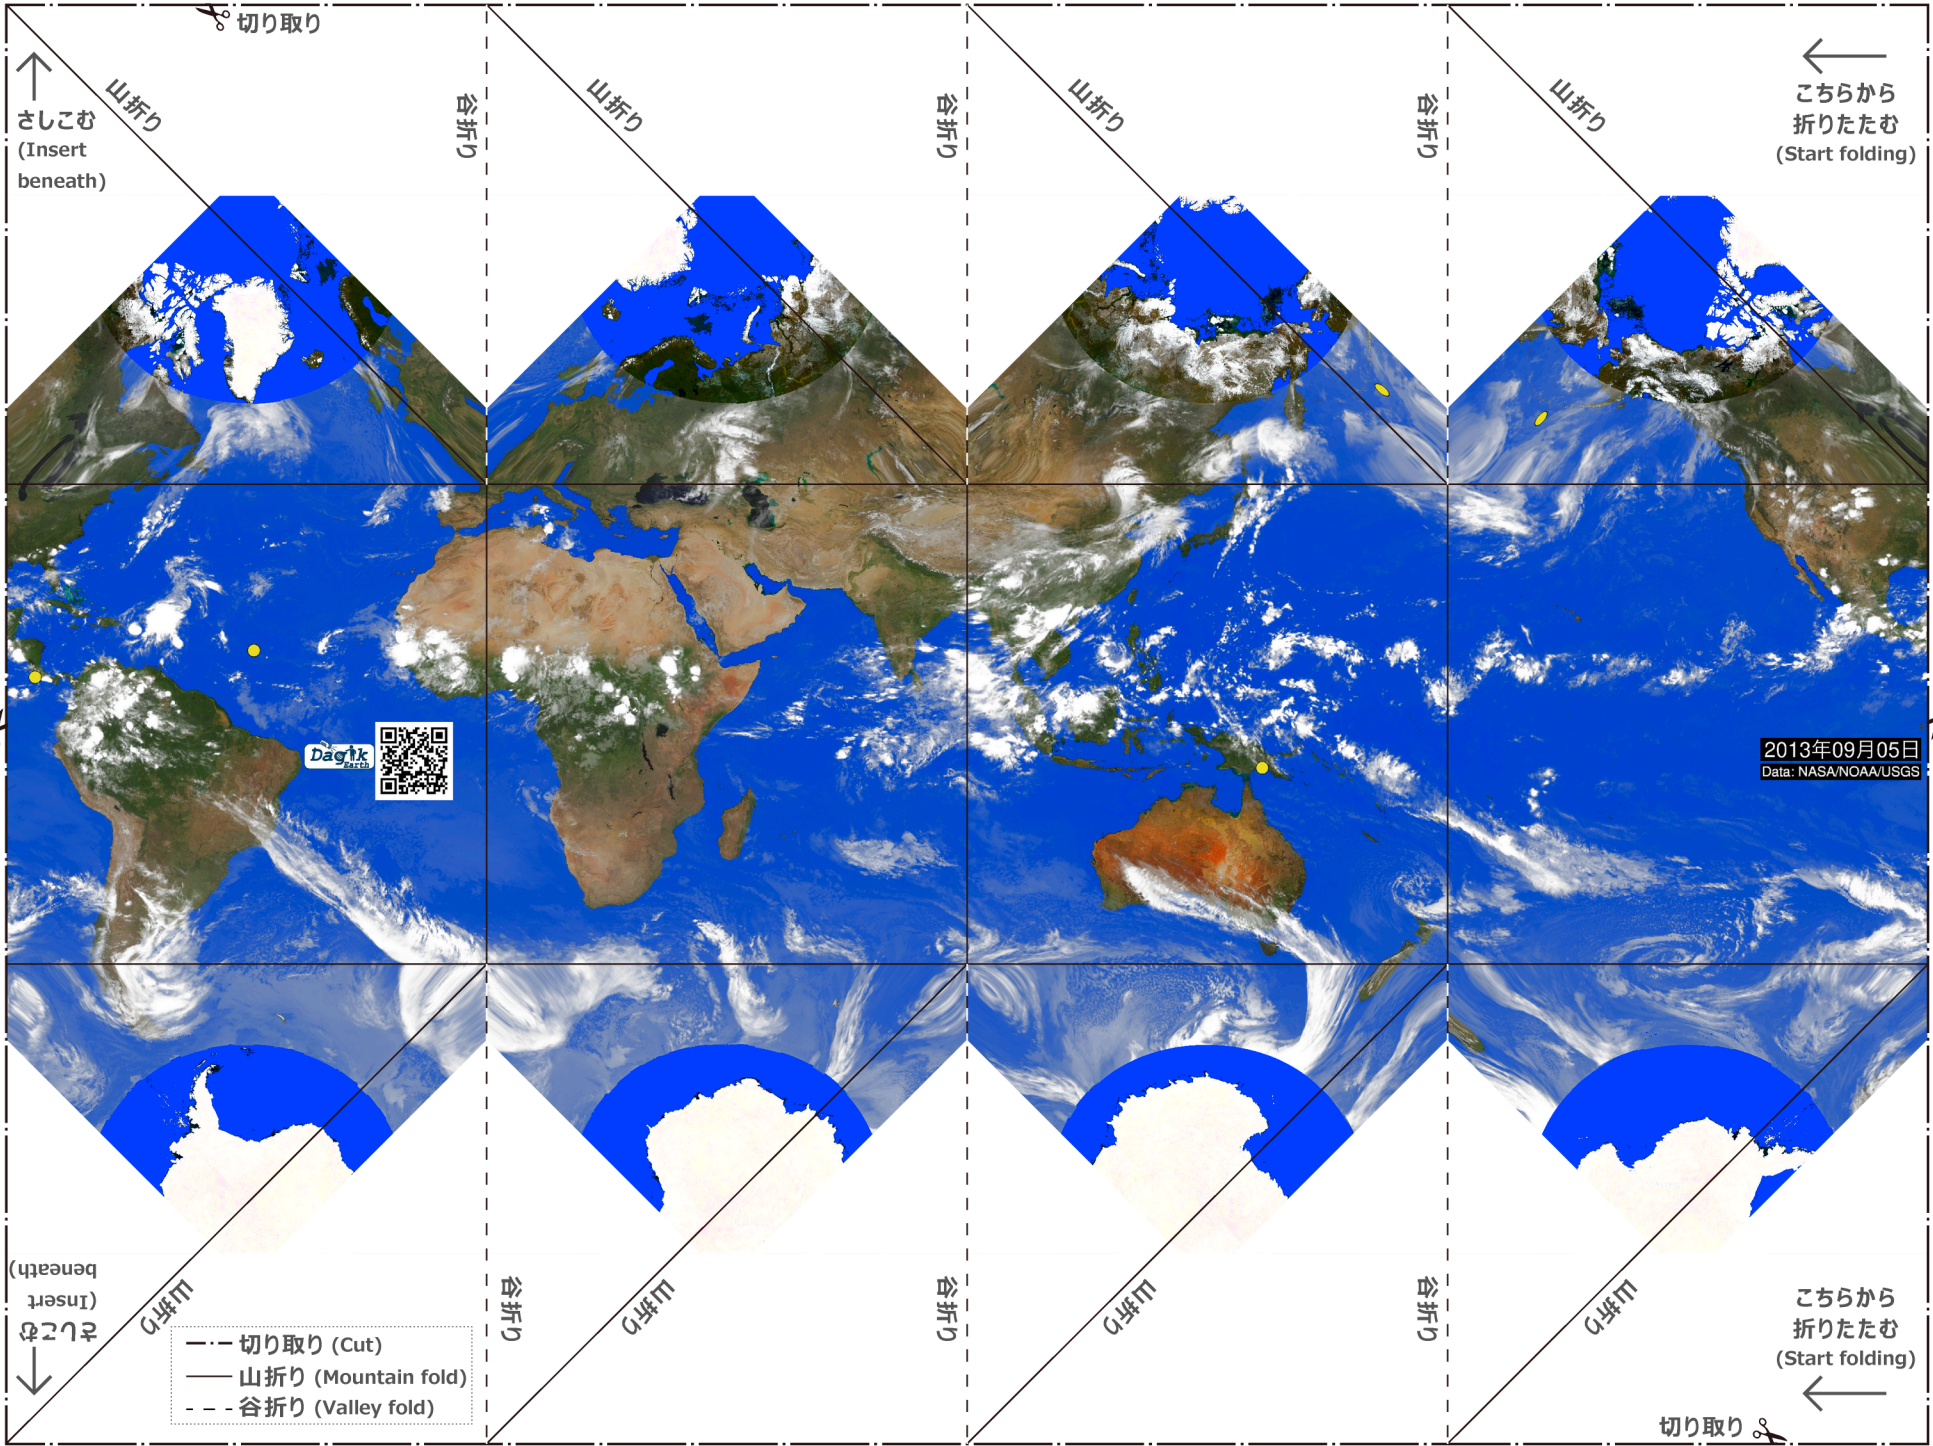 切り取り
山折り
谷折り
山折り
谷折り
山折り
谷折り
山折り
さしこむ
(Insert
beneath)
こちらから
折りたたむ
(Start folding)
Dagik
Earth
2013年09月05日
Data: NASA/NOAA/USGS
さしこむ
(Insert
beneath)
山折り
谷折り
山折り
谷折り
山折り
谷折り
山折り
こちらから
折りたたむ
(Start folding)
切り取り (Cut)
山折り (Mountain fold)
谷折り (Valley fold)
切り取り